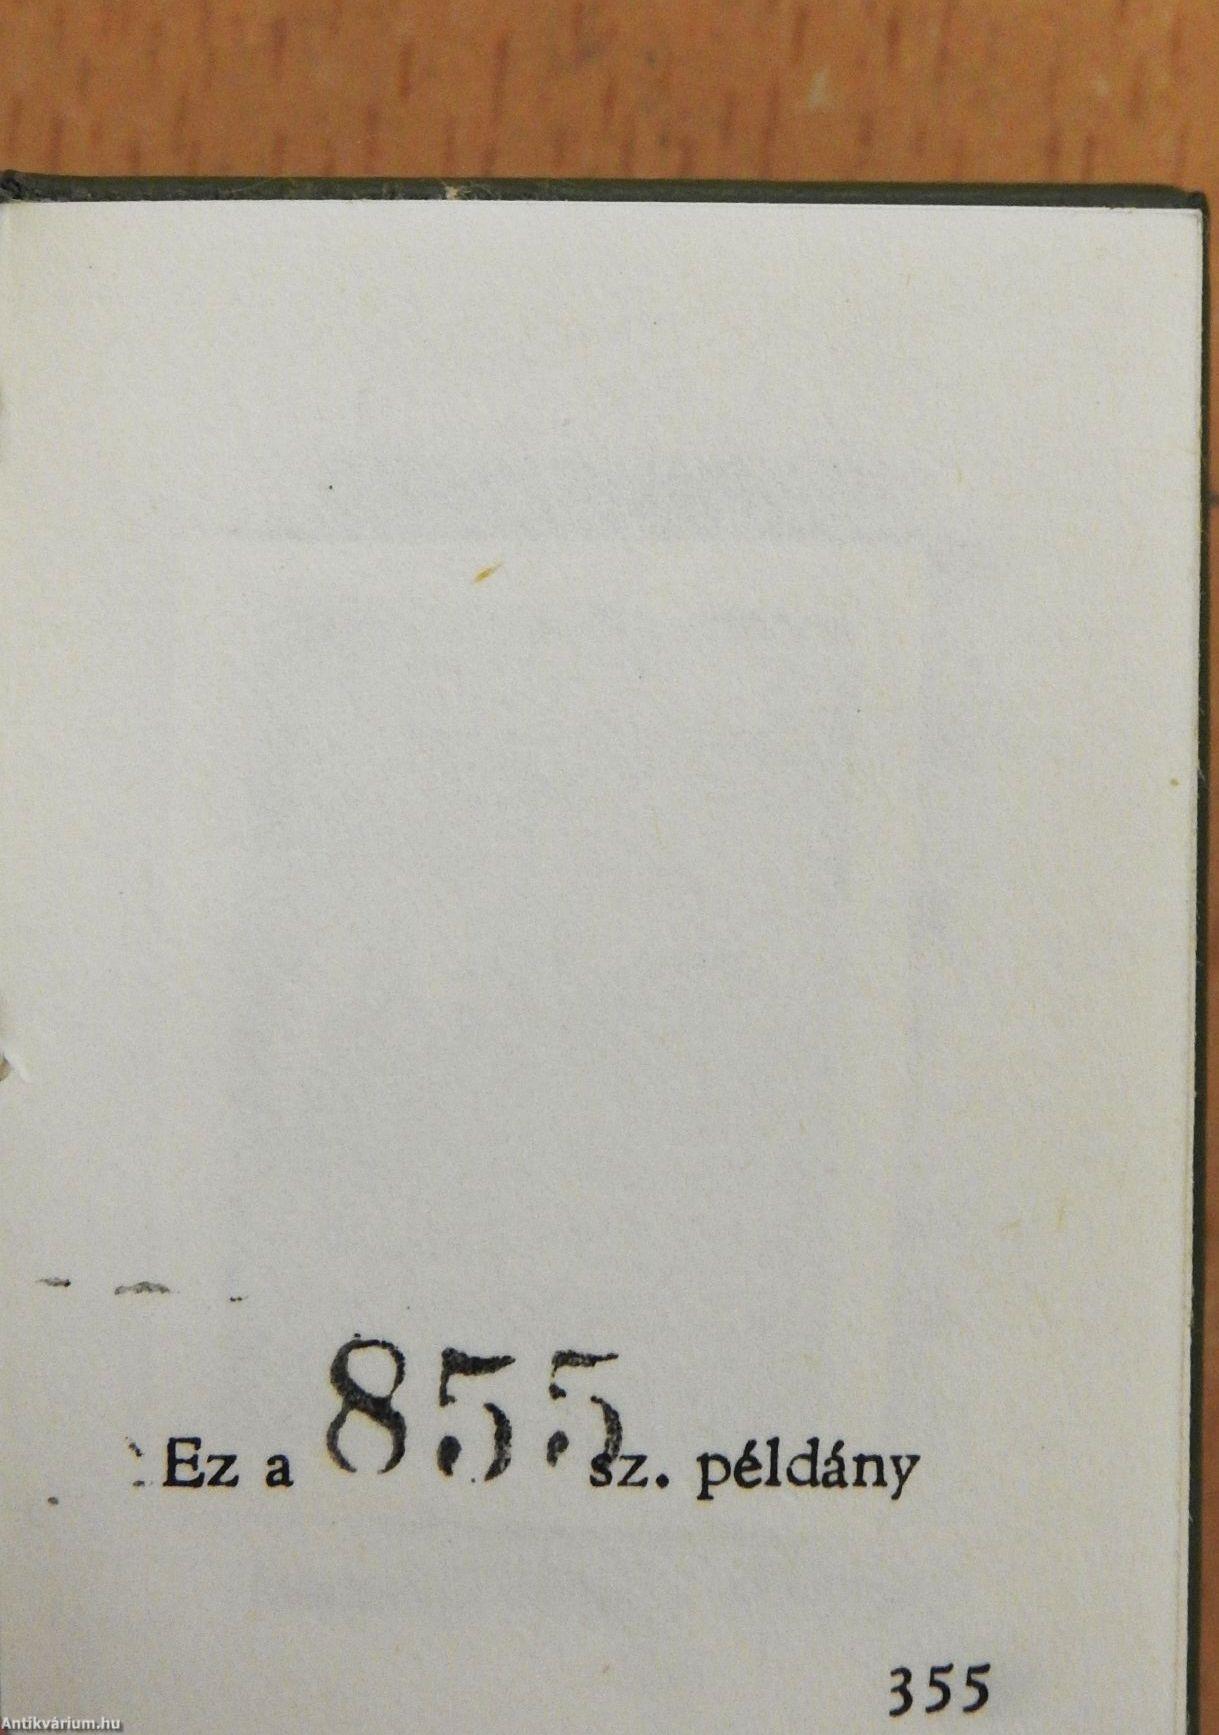 Ez a 855 sz. példány
355
Antikvárium.hu